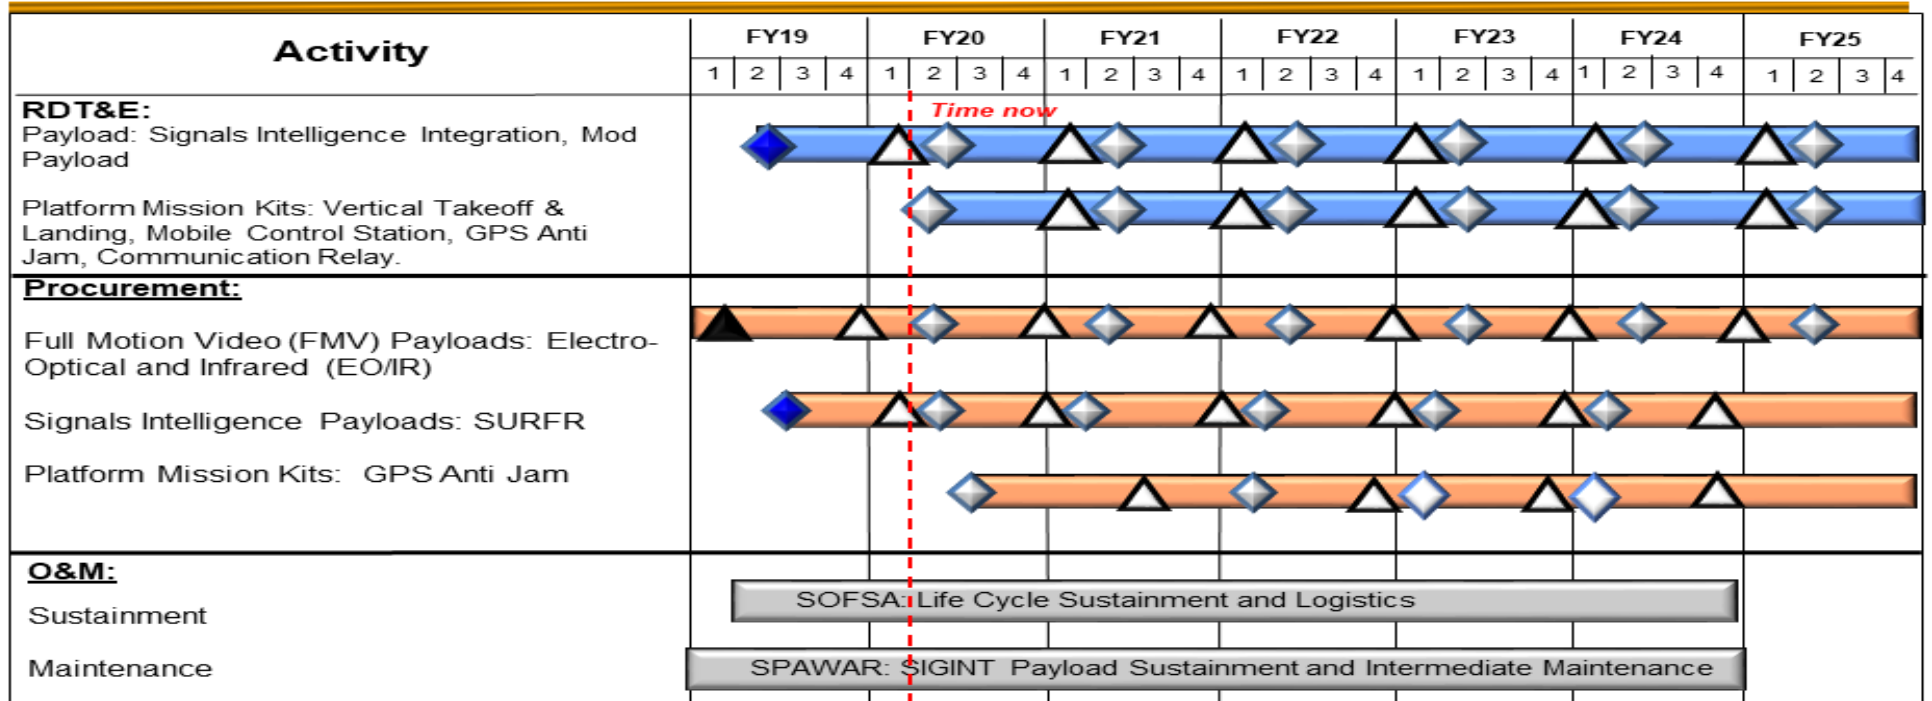 Activity
FY19 FY20 FY21 FY22 FY23 FY24 FY25
1 2 3 4 1 2 3 4 1 2 3 4 1 2 3 4 1 2 3 4 1 2 3 4 1 2 3 4
Time now
RDT&E:
Payload: Signals Intelligence Integration, Mod
Payload
Platform Mission Kits: Vertical Takeoff &
Landing, Mobile Control Station, GPS Anti
Jam, Communication Relay.
Procurement:
Full Motion Video (FMV) Payloads: Electro-
Optical and Infrared (EO/IR)
Signals Intelligence Payloads: SURFR
Platform Mission Kits: GPS Anti Jam
O&M:
Sustainment
SOFSA: Life Cycle Sustainment and Logistics
Maintenance
SPAWAR: SIGINT Payload Sustainment and Intermediate Maintenance